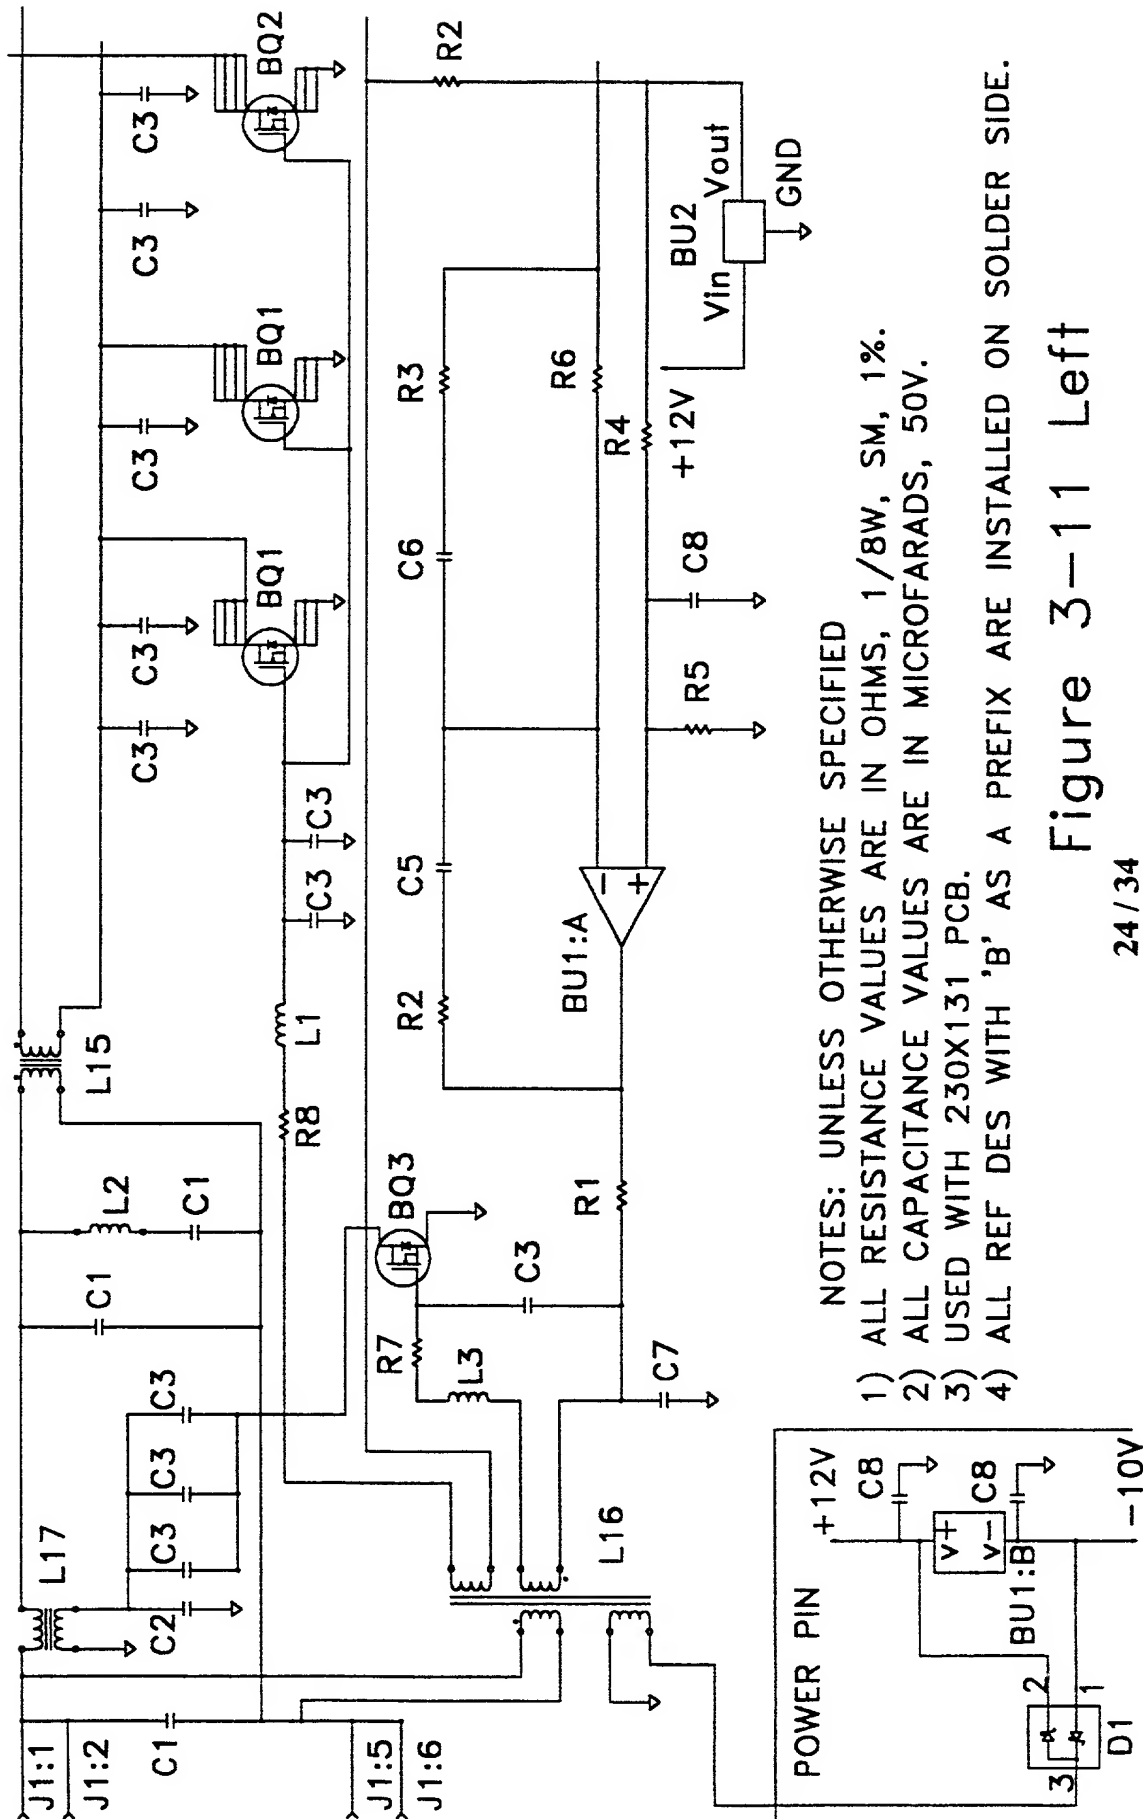 J1:1
J1:2
C1
J1:5
J1:6
L17
C2
C3
C3
C3
C1
L2
C1
L15
C3
C3
C3
C3
C3
BQ1
BQ1
BQ2
R8
L1
C3
C3
BQ3
R7
L3
C3
C7
L16
R1
R2
C5
C6
R3
R2
BU1:A
−
+
R6
R4
R5
C8
+12V
Vin
BU2
Vout
GND
POWER PIN
+12V
C8
V+
V−
C8
BU1:B
−10V
2
1
3
D1
NOTES: UNLESS OTHERWISE SPECIFIED
1) ALL RESISTANCE VALUES ARE IN OHMS, 1/8W, SM, 1%.
2) ALL CAPACITANCE VALUES ARE IN MICROFARADS, 50V.
3) USED WITH 230X131 PCB.
4) ALL REF DES WITH 'B' AS A PREFIX ARE INSTALLED ON SOLDER SIDE.
Figure 3−11 Left
24/34